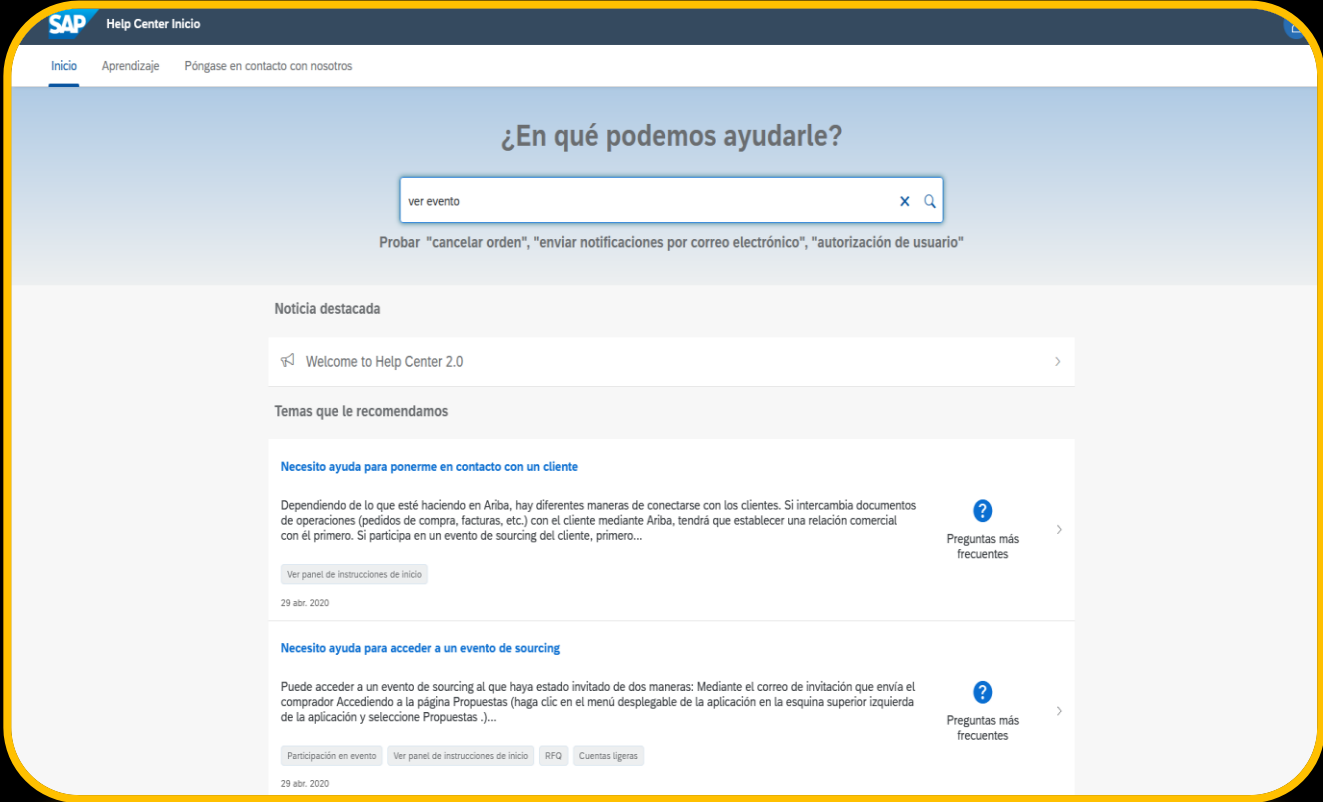 SAP Help Center Inicio
Inicio Aprendizaje Póngase en contacto con nosotros
¿En qué podemos ayudarle?
ver evento
Probar "cancelar orden", "enviar notificaciones por correo electrónico", "autorización de usuario"
Noticia destacada
Welcome to Help Center 2.0
Temas que le recomendamos
Necesito ayuda para ponerme en contacto con un cliente
Dependiendo de lo que esté haciendo en Ariba, hay diferentes maneras de conectarse con los clientes. Si intercambia documentos
de operaciones (pedidos de compra, facturas, etc.) con el cliente mediante Ariba, tendrá que establecer una relación comercial
con él primero. Si participa en un evento de sourcing del cliente, primero...
?
Preguntas más
frecuentes
Ver panel de instrucciones de inicio
29 abr. 2020
Necesito ayuda para acceder a un evento de sourcing
Puede acceder a un evento de sourcing al que haya estado invitado de dos maneras: Mediante el correo de invitación que envía el
comprador Accediendo a la página Propuestas (haga clic en el menú desplegable de la aplicación en la esquina superior izquierda
de la aplicación y seleccione Propuestas .)...
?
Preguntas más
frecuentes
Participación en evento Ver panel de instrucciones de inicio RFQ Cuentas ligeras
29 abr. 2020